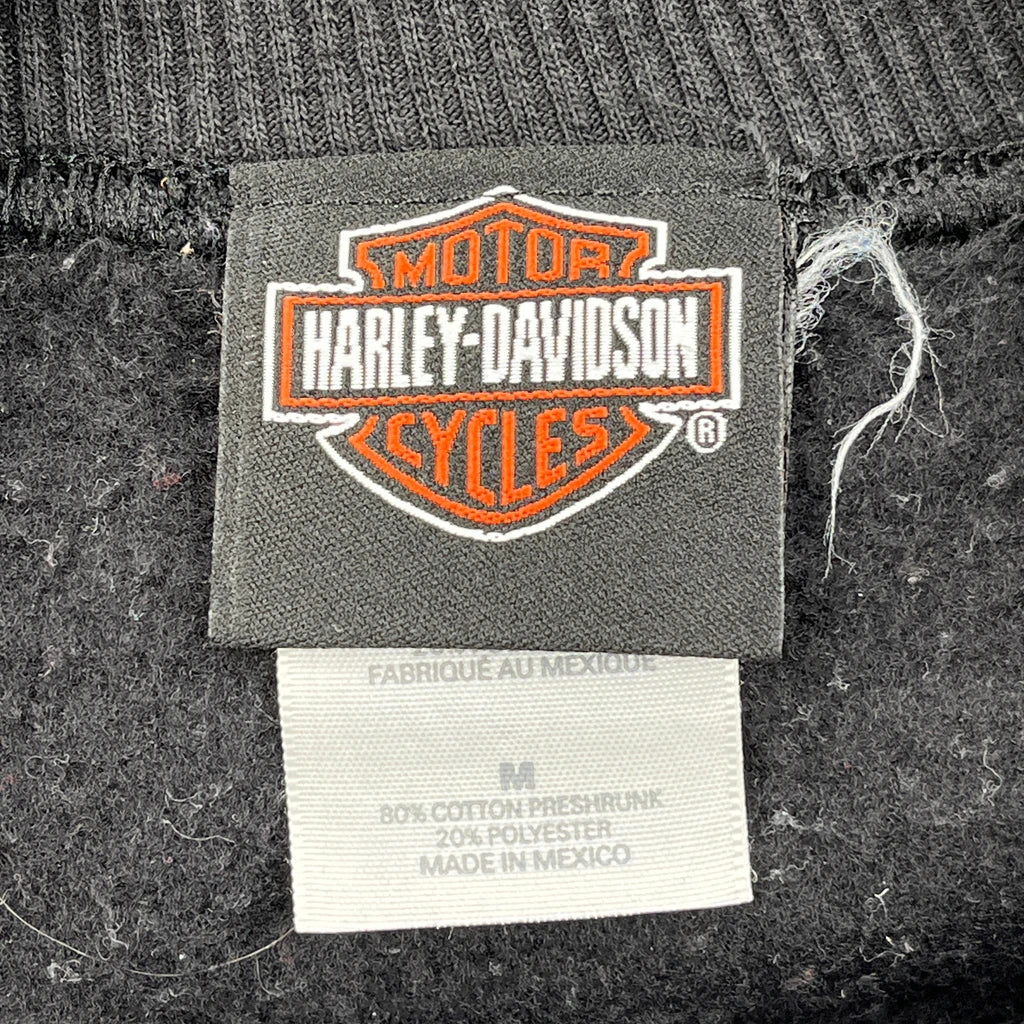 MOTOR
HARLEY-DAVIDSON
CYCLES
®
FABRIQUÉ AU MEXIQUE
M
80% COTTON PRESHRUNK
20% POLYESTER
MADE IN MEXICO